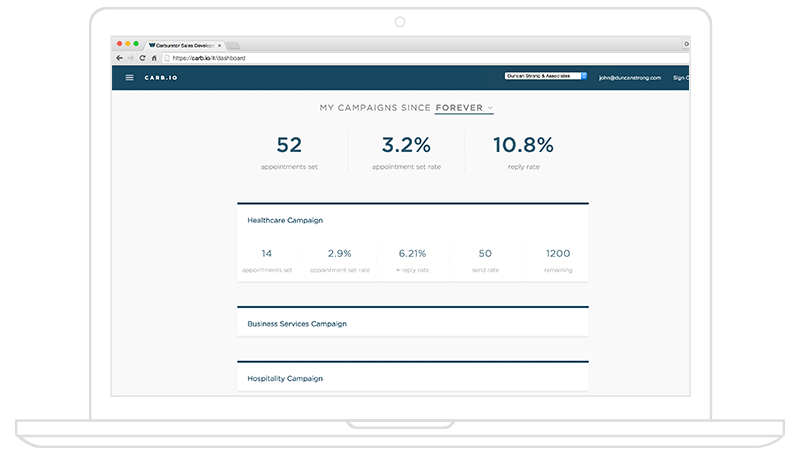 Carburetor Sales Develop
https://carb.io/#/dashboard
CARB.IO
Duncan Strong & Associates
john@duncanstrong.com
Sign
MY CAMPAIGNS SINCE FOREVER
52 3.2% 10.8%
appointments set appointment set rate reply rate
Healthcare Campaign
14 2.9% 6.21% 50 1200
appointments set appointment set rate + reply rate send rate remaining
Business Services Campaign
Hospitality Campaign